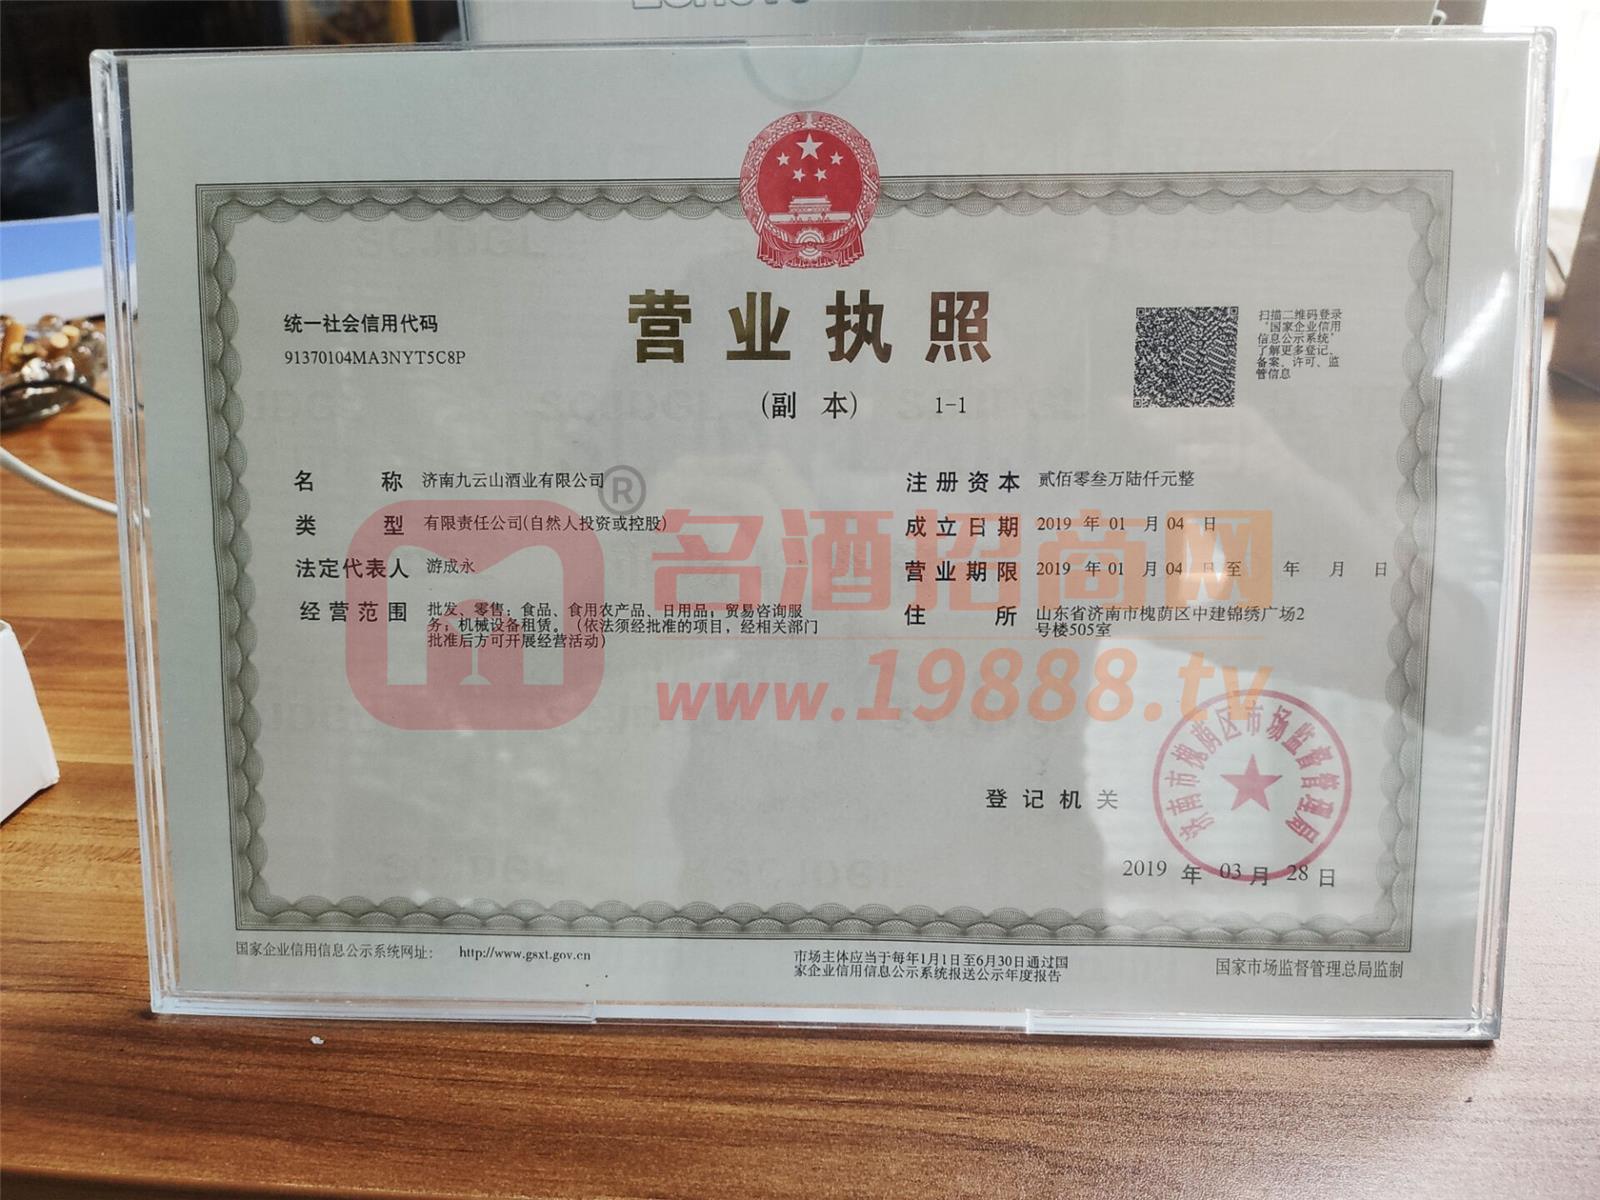 Lenovo
营业执照
(副 本) 1-1
统一社会信用代码
91370104MA3NYT5C8P
扫描二维码登录
“国家企业信用
信息公示系统”
了解更多登记、
备案、许可、监
管信息
名 称 济南九云山酒业有限公司
类 型 有限责任公司(自然人投资或控股)
法定代表人 游成永
经营范围 批发、零售：食品、食用农产品、日用品；贸易咨询服
务；机械设备租赁。（依法须经批准的项目，经相关部门
批准后方可开展经营活动）
注册资本 贰佰零叁万陆仟元整
成立日期 2019 年 01 月 04 日
营业期限 2019 年 01 月 04 日至 年 月 日
住 所 山东省济南市槐荫区中建锦绣广场2
号楼505室
®
名酒招商网
www.19888.tv
登记机关
济南市槐荫区市场监督管理局
2019 年 03 月 28 日
国家企业信用信息公示系统网址： http://www.gsxt.gov.cn
市场主体应当于每年1月1日至6月30日通过国
家企业信用信息公示系统报送公示年度报告
国家市场监督管理总局监制